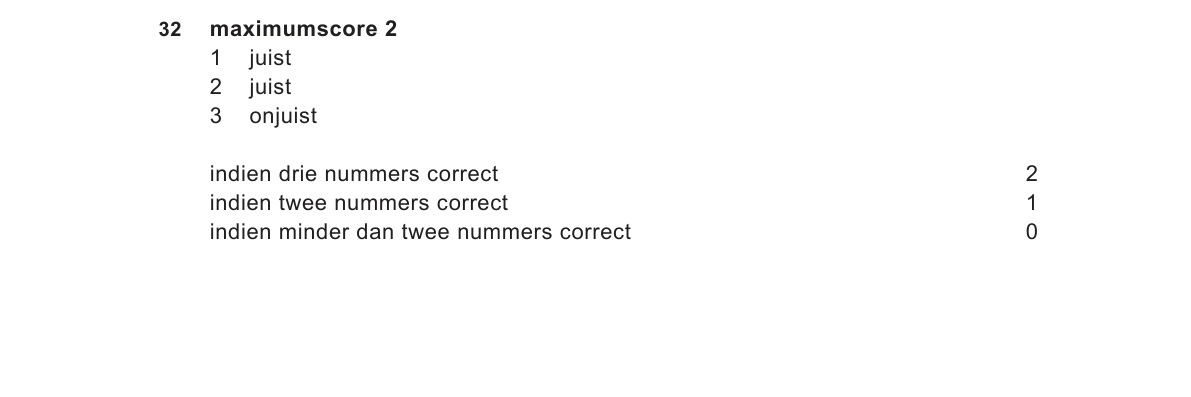 32 maximumscore 2
1 juist
2 juist
3 onjuist
indien drie nummers correct 2
indien twee nummers correct 1
indien minder dan twee nummers correct 0